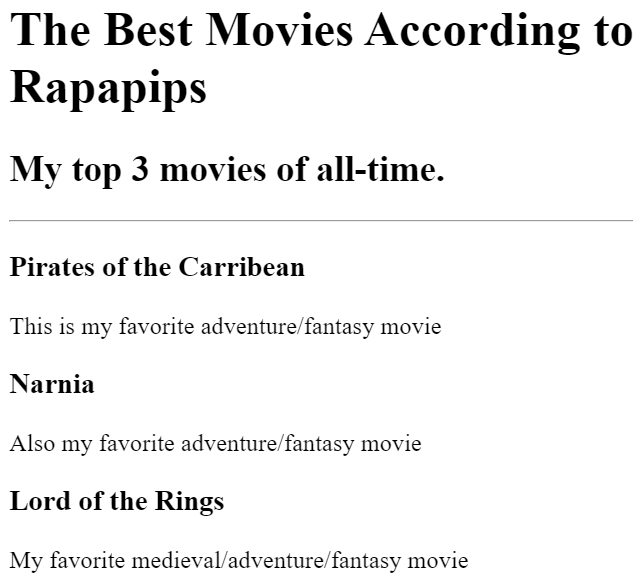 The Best Movies According to
Rapapips
My top 3 movies of all-time.
Pirates of the Carribean
This is my favorite adventure/fantasy movie
Narnia
Also my favorite adventure/fantasy movie
Lord of the Rings
My favorite medieval/adventure/fantasy movie